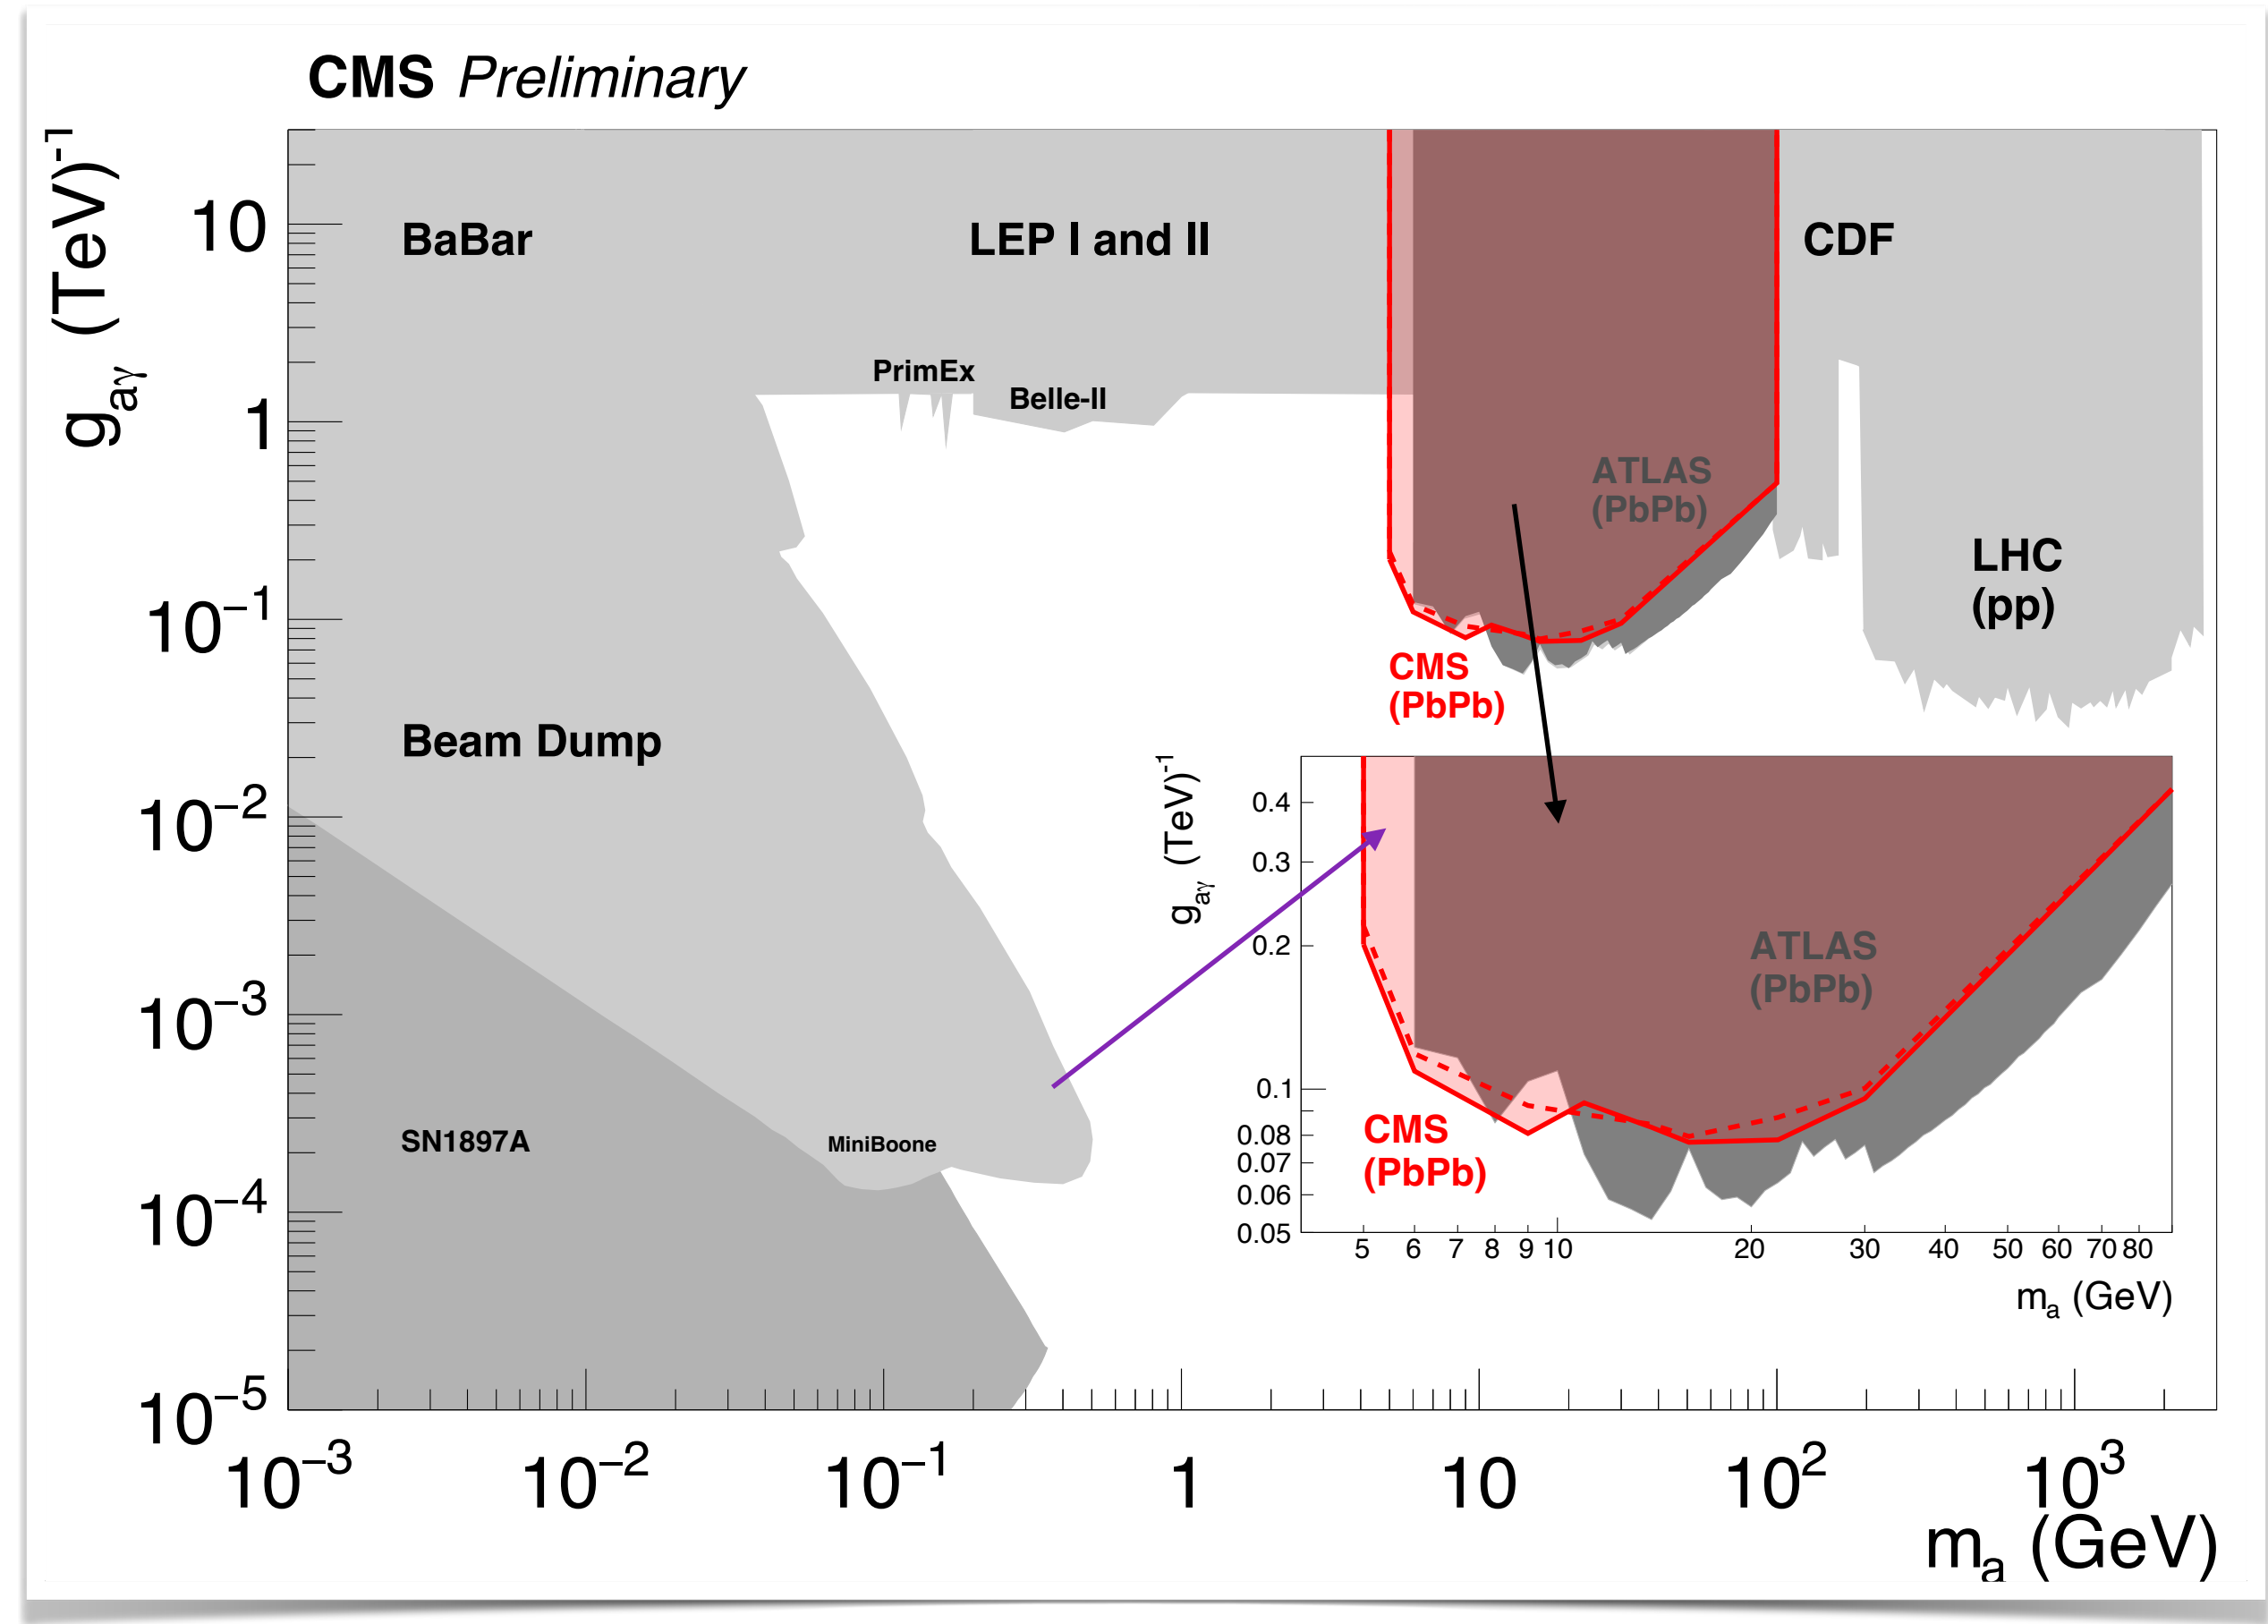 CMS Preliminary
g_aγ (TeV)^-1
10
1
10^−1
10^−2
10^−3
10^−4
10^−5
BaBar
LEP I and II
CDF
PrimEx
Belle-II
ATLAS
(PbPb)
LHC
(pp)
CMS
(PbPb)
Beam Dump
SN1897A
MiniBoone
g_aγ (TeV)^-1
0.4
0.3
0.2
0.1
0.08
0.07
0.06
0.05
ATLAS
(PbPb)
CMS
(PbPb)
5 6 7 8 9 10 20 30 40 50 60 70 80
m_a (GeV)
10^−3 10^−2 10^−1 1 10 10^2 10^3
m_a (GeV)